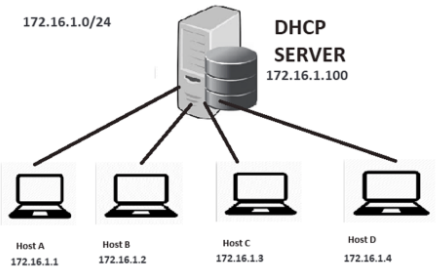 172.16.1.0/24
DHCP
SERVER
172.16.1.100
Host A
172.16.1.1
Host B
172.16.1.2
Host C
172.16.1.3
Host D
172.16.1.4